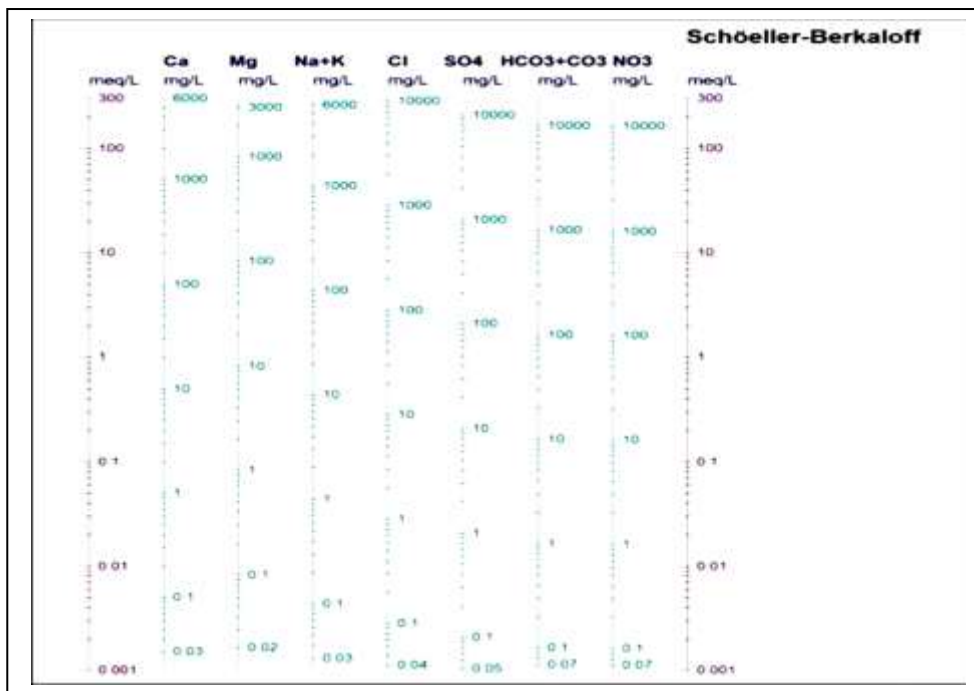 Schöeller-Berkaloff
Ca Mg Na+K Cl SO4 HCO3+CO3 NO3
meq/L mg/L mg/L mg/L mg/L mg/L mg/L mg/L meq/L
300 6000 3000 6000 10000 10000 10000 10000 300
100 1000 1000 1000 1000 1000 1000 1000 100
10 100 100 100 100 100 100 100 10
1 10 10 10 10 10 10 10 1
0.1 1 1 1 1 1 1 1 0.1
0.01 0.1 0.1 0.1 0.1 0.1 0.1 0.1 0.01
0.001 0.03 0.02 0.03 0.04 0.05 0.07 0.07 0.001